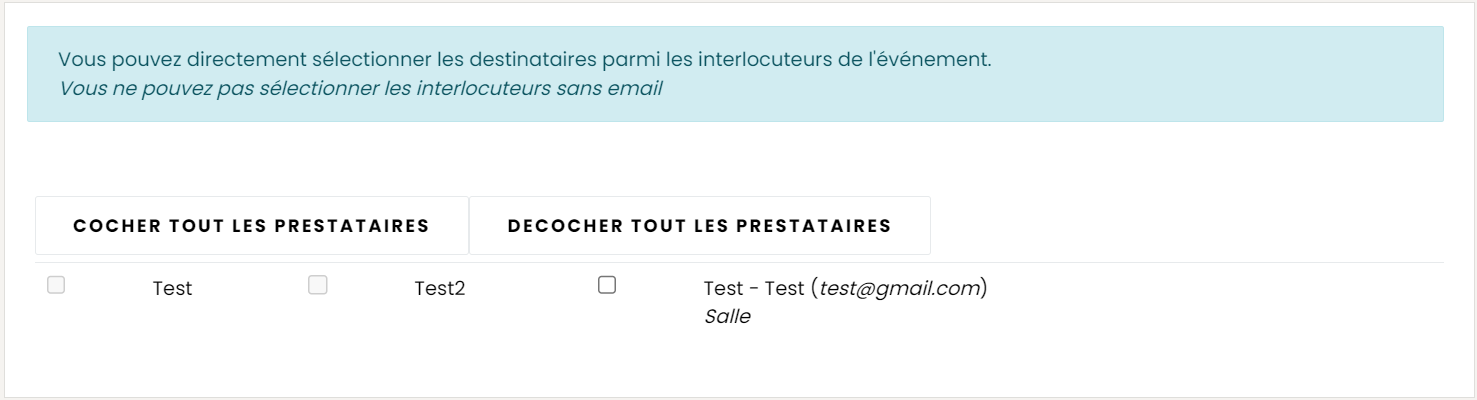 Vous pouvez directement sélectionner les destinataires parmi les interlocuteurs de l'événement.
Vous ne pouvez pas sélectionner les interlocuteurs sans email
COCHER TOUT LES PRESTATAIRES DECOCHER TOUT LES PRESTATAIRES
Test Test2 Test - Test (test@gmail.com)
Salle